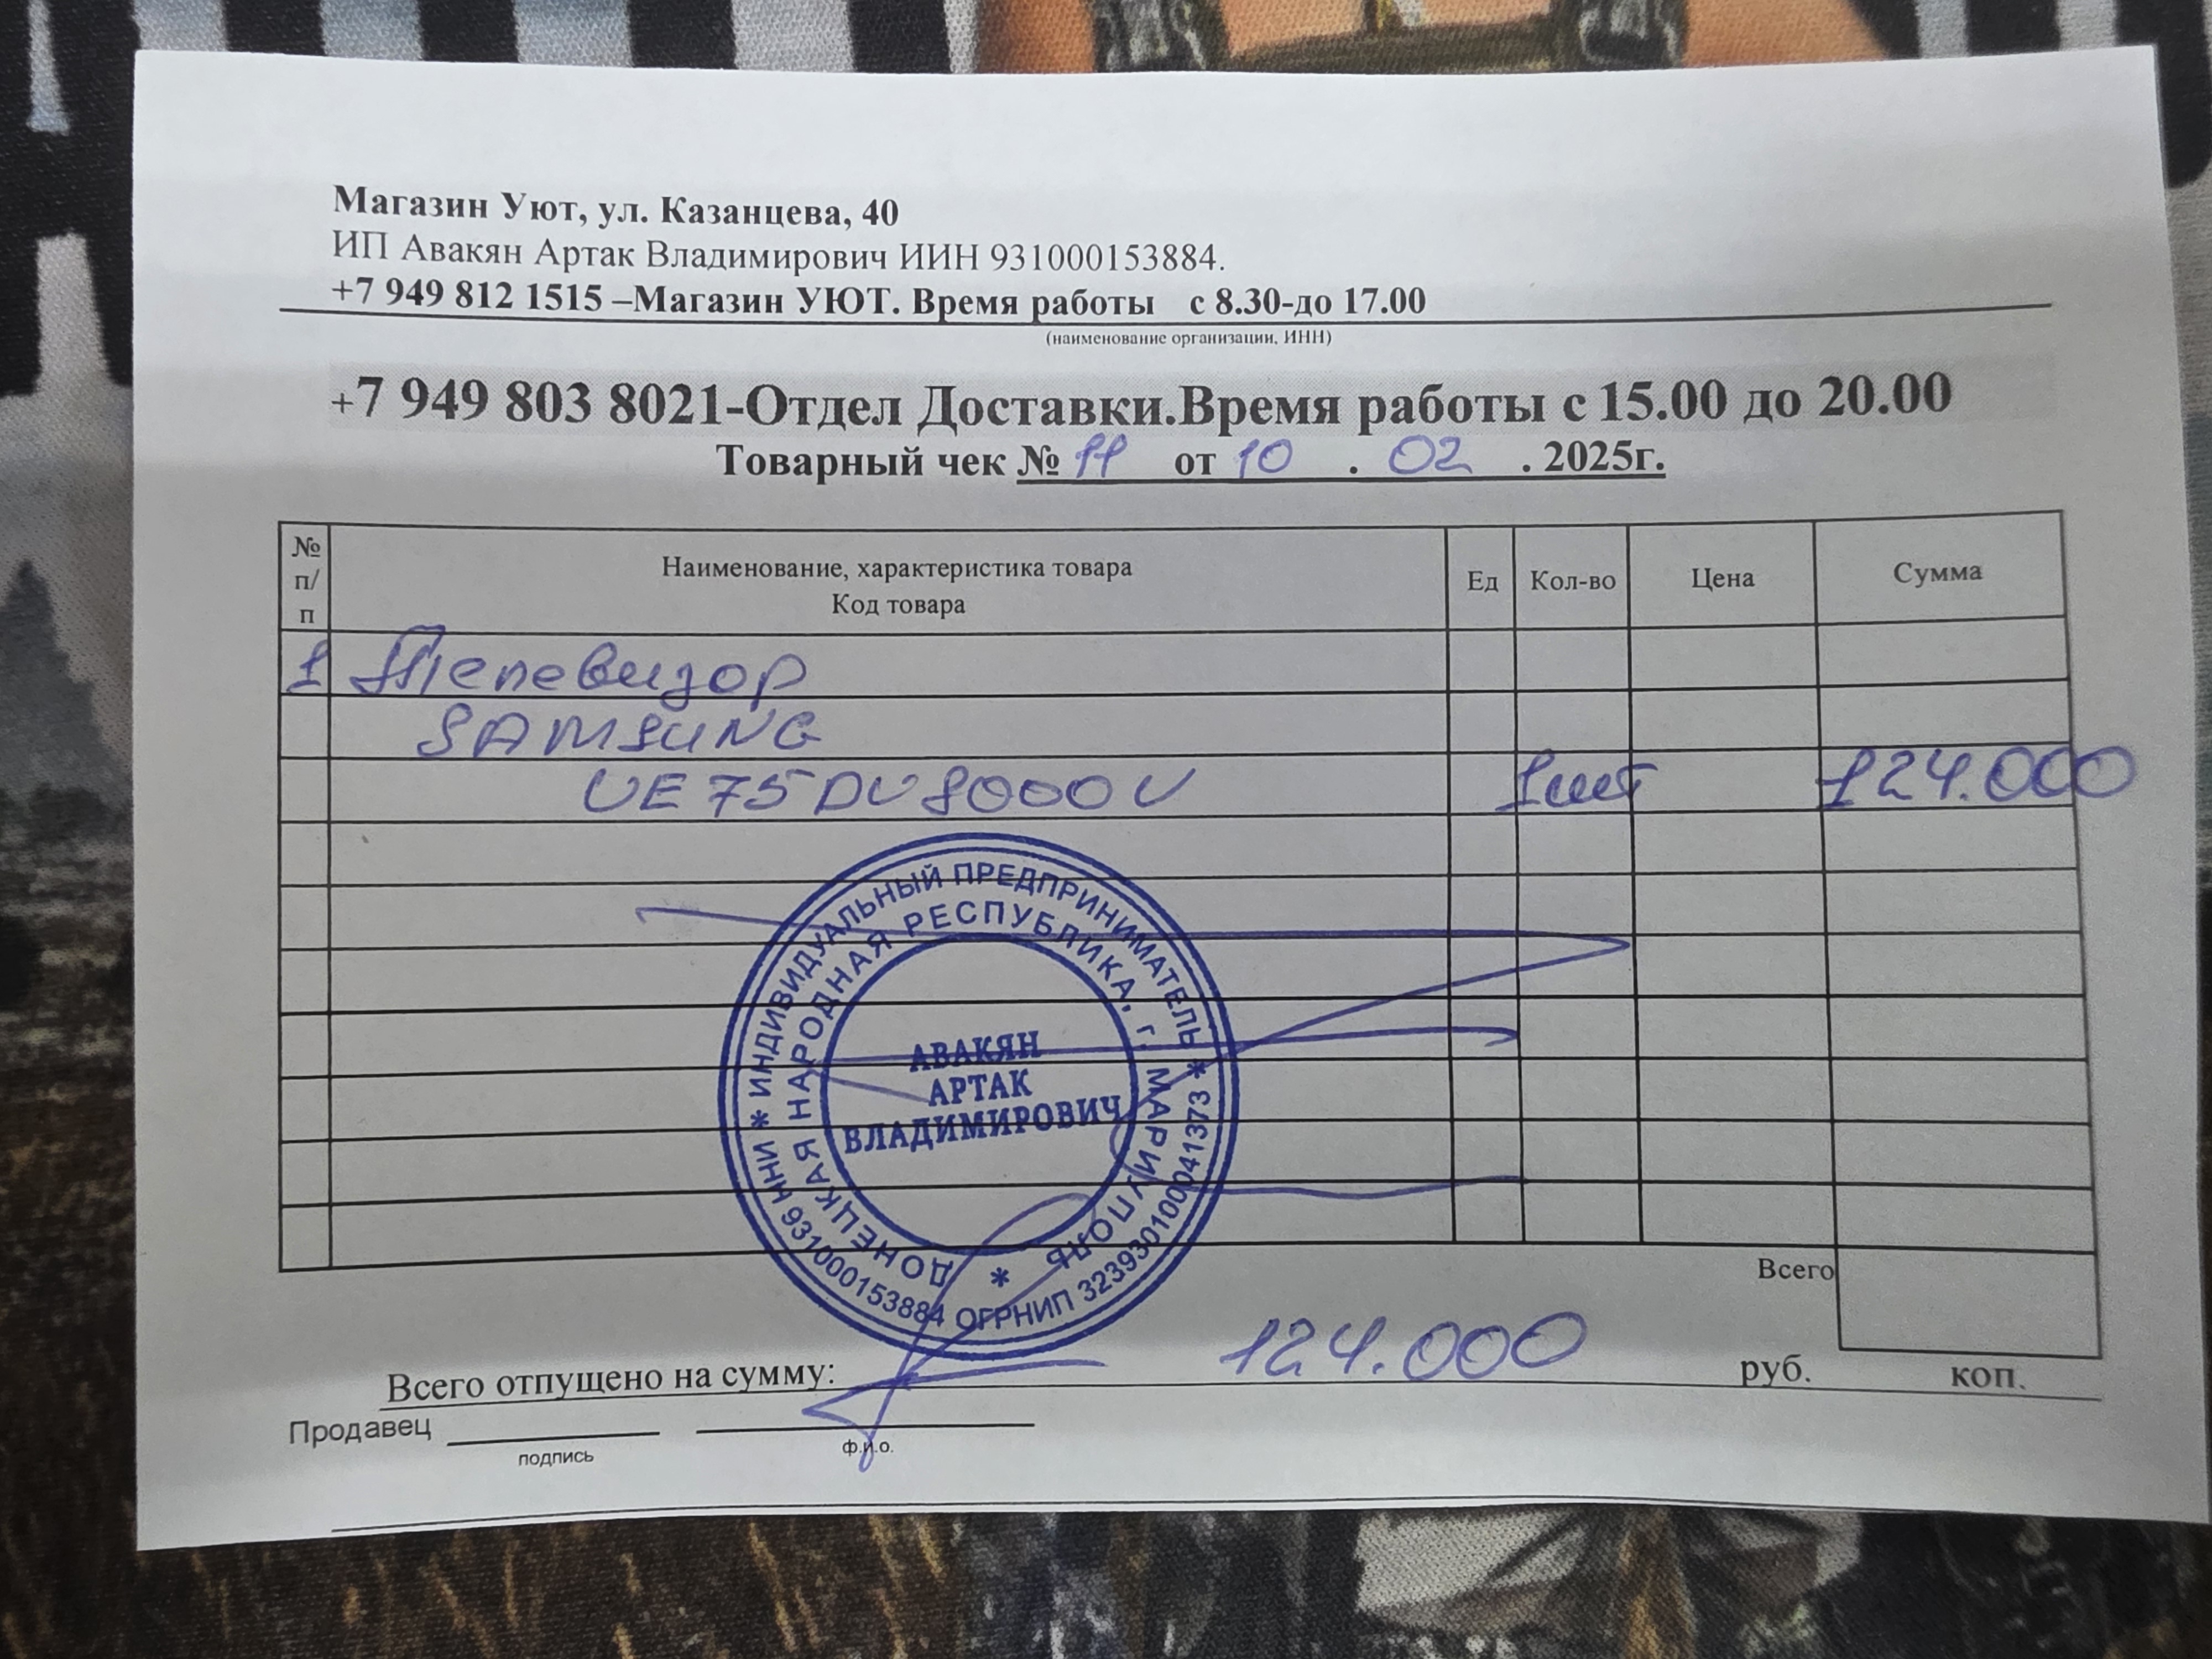 Магазин Уют, ул. Казанцева, 40
ИП Авакян Артак Владимирович ИИН 931000153884.
+7 949 812 1515 –Магазин УЮТ. Время работы с 8.30-до 17.00
(наименование организации, ИНН)
+7 949 803 8021-Отдел Доставки.Время работы с 15.00 до 20.00
Товарный чек № 11 от 10 . 02 . 2025г.
№ п/п Наименование, характеристика товара Код товара Ед Кол-во Цена Сумма
1 Телевизор
SAMSUNG
UE75DU8000U 1шт 124.000
* ИНДИВИДУАЛЬНЫЙ ПРЕДПРИНИМАТЕЛЬ *
ДОНЕЦКАЯ НАРОДНАЯ РЕСПУБЛИКА, г. МАРИУПОЛЬ *
АВАКЯН
АРТАК
ВЛАДИМИРОВИЧ
ИНН 931000153884 ОГРНИП 323930100041373
Всего
Всего отпущено на сумму: 124.000 руб. коп.
Продавец
подпись ф.и.о.